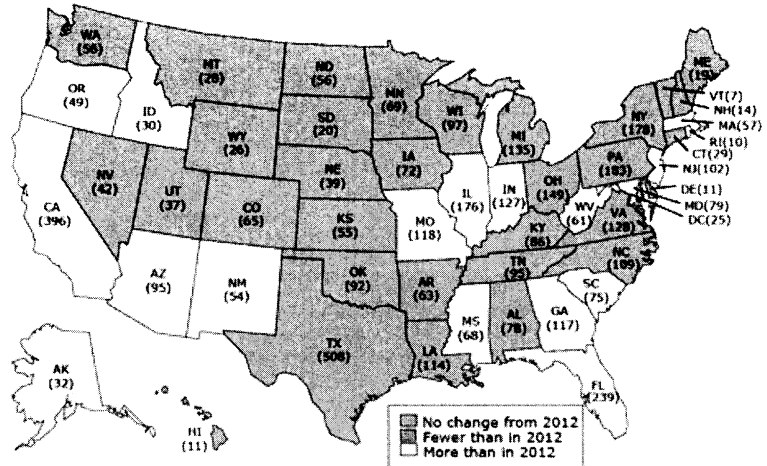 WA
(56)
OR
(49)
CA
(396)
NV
(42)
ID
(30)
MT
(28)
WY
(26)
UT
(37)
CO
(65)
AZ
(95)
NM
(54)
ND
(56)
SD
(20)
NE
(39)
KS
(55)
OK
(92)
TX
(508)
MN
(89)
IA
(72)
MO
(118)
AR
(63)
LA
(114)
WI
(97)
IL
(176)
MI
(135)
IN
(127)
OH
(149)
KY
(86)
TN
(95)
MS
(68)
AL
(78)
GA
(117)
FL
(239)
SC
(75)
NC
(189)
VA
(128)
WV
(61)
PA
(183)
NY
(178)
ME
VT(7)
NH(14)
MA(57)
RI(10)
CT(29)
NJ(102)
DE(11)
MD(79)
DC(25)
AK
(32)
HI
(11)
No change from 2012
Fewer than in 2012
More than in 2012